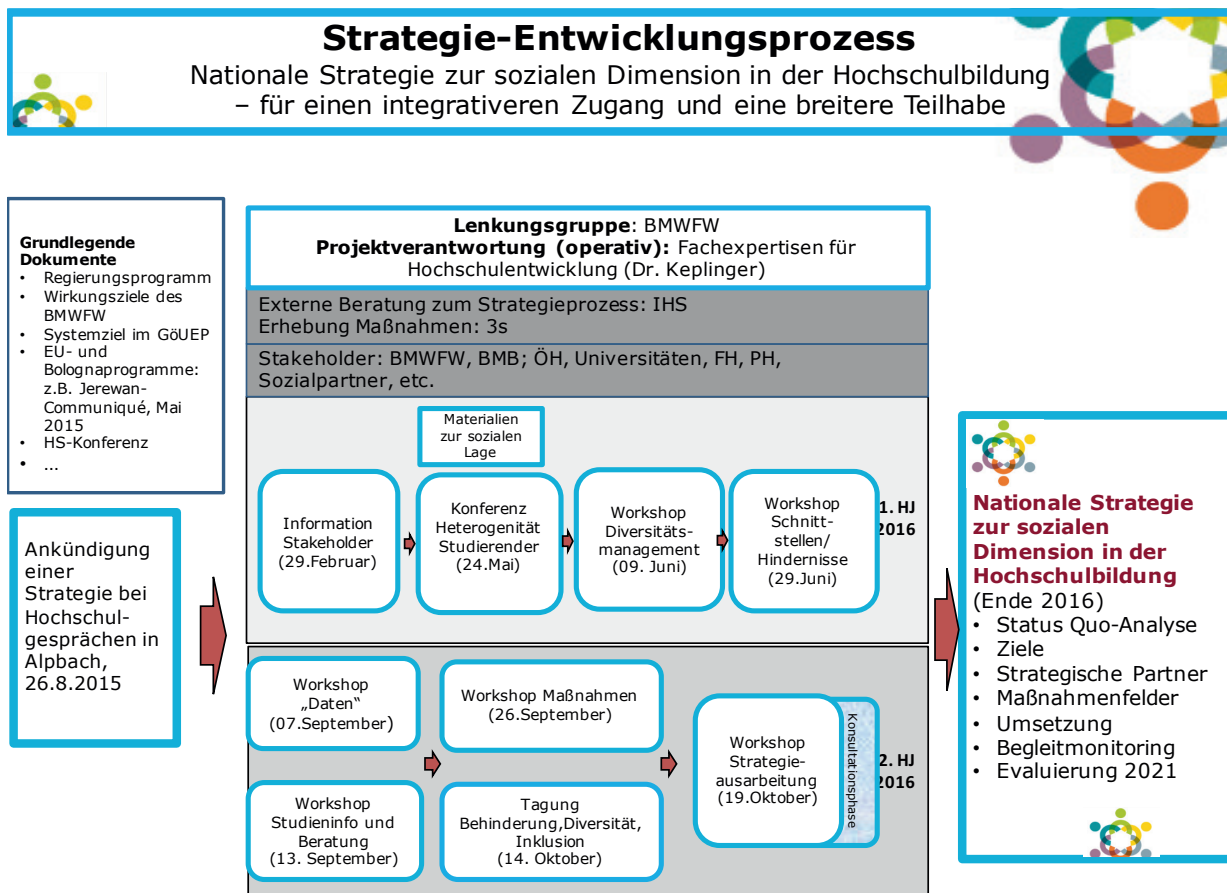 Strategie-Entwicklungsprozess
Nationale Strategie zur sozialen Dimension in der Hochschulbildung
– für einen integrativeren Zugang und eine breitere Teilhabe
Grundlegende
Dokumente
• Regierungsprogramm
• Wirkungsziele des
BMWFW
• Systemziel im GöUEP
• EU- und
Bolognaprogramme:
z.B. Jerewan-
Communiqué, Mai
2015
• HS-Konferenz
• ...
Ankündigung
einer
Strategie bei
Hochschul-
gesprächen in
Alpbach,
26.8.2015
Lenkungsgruppe: BMWFW
Projektverantwortung (operativ): Fachexpertisen für
Hochschulentwicklung (Dr. Keplinger)
Externe Beratung zum Strategieprozess: IHS
Erhebung Maßnahmen: 3s
Stakeholder: BMWFW, BMB; ÖH, Universitäten, FH, PH,
Sozialpartner, etc.
Materialien
zur sozialen
Lage
Information
Stakeholder
(29.Februar)
Konferenz
Heterogenität
Studierender
(24.Mai)
Workshop
Diversitäts-
management
(09. Juni)
Workshop
Schnitt-
stellen/
Hindernisse
(29.Juni)
1. HJ
2016
Workshop
„Daten“
(07.September)
Workshop
Studieninfo und
Beratung
(13. September)
Workshop Maßnahmen
(26.September)
Tagung
Behinderung,Diversität,
Inklusion
(14. Oktober)
Workshop
Strategie-
ausarbeitung
(19.Oktober)
Konsultationsphase
2. HJ
2016
Nationale Strategie
zur sozialen
Dimension in der
Hochschulbildung
(Ende 2016)
• Status Quo-Analyse
• Ziele
• Strategische Partner
• Maßnahmenfelder
• Umsetzung
• Begleitmonitoring
• Evaluierung 2021